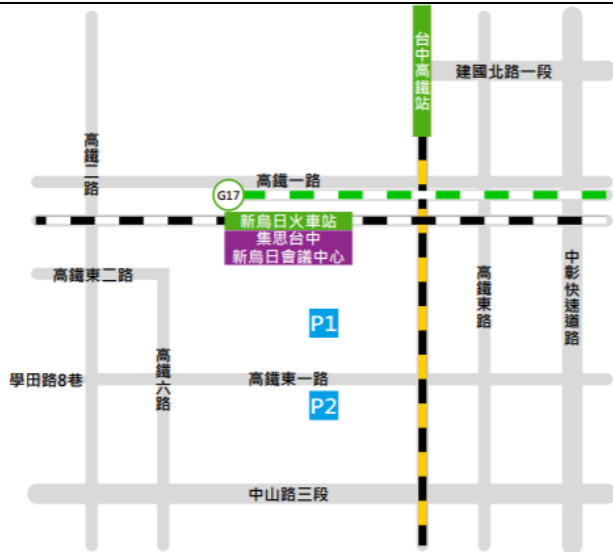 台中高鐵站
建國北路一段
高鐵二路
高鐵一路
G17
新烏日火車站
集思台中
新烏日會議中心
高鐵東二路
高鐵東路
中彰快速道路
P1
高鐵六路
學田路8巷
高鐵東一路
P2
中山路三段